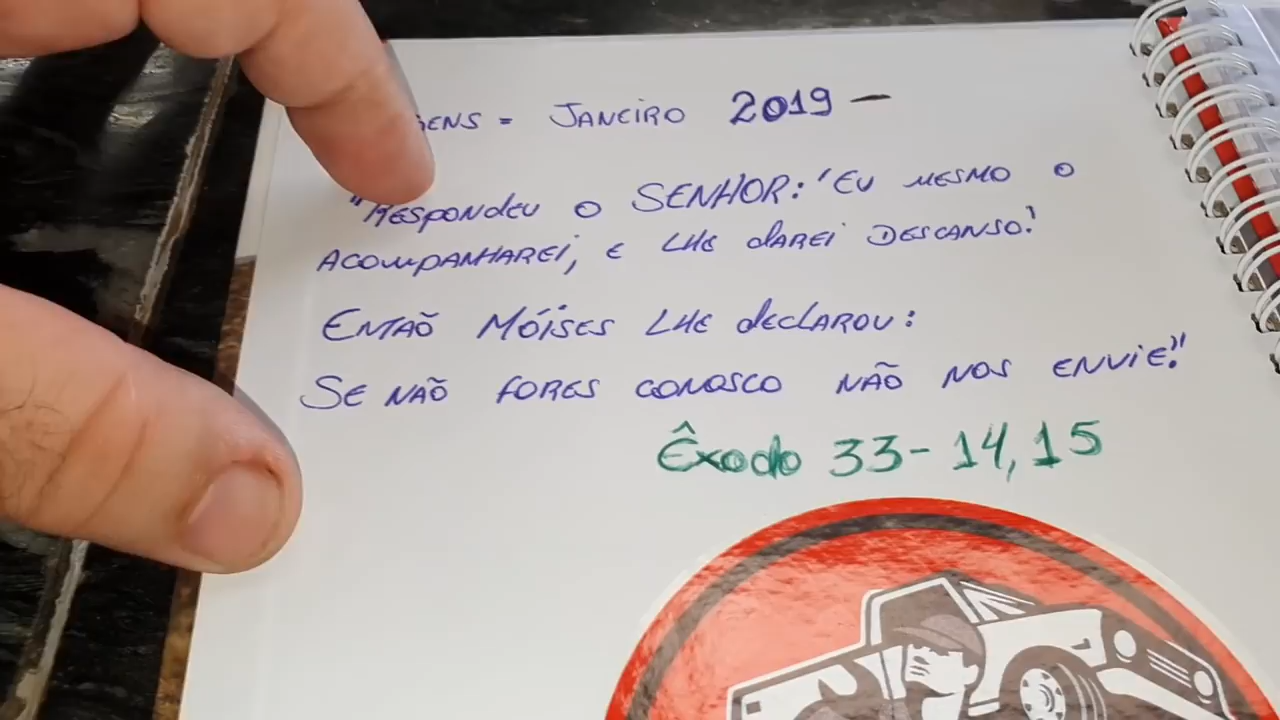 = JANEIRO 2019 -
"RESPONDEU O SENHOR: 'EU MESMO O
ACOMPANHAREI, E LHE DAREI DESCANSO!
ENTAÕ MÓISES LHE DECLAROU:
SE NÃO FORES CONOSCO NÃO NOS ENVIE!"
Êxodo 33-14,15